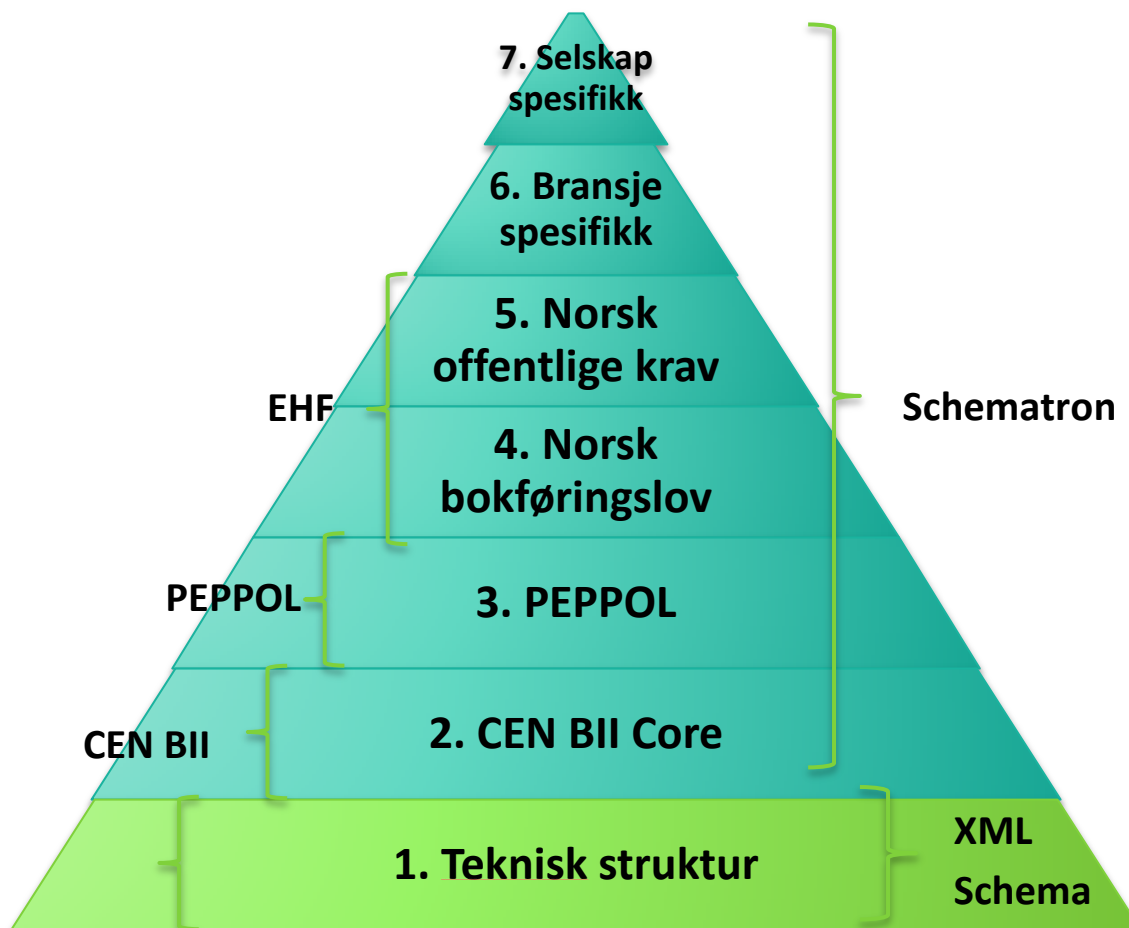 7. Selskap
spesifikk
6. Bransje
spesifikk
5. Norsk
offentlige krav
EHF
Schematron
4. Norsk
bokføringslov
PEPPOL
3. PEPPOL
CEN BII
2. CEN BII Core
1. Teknisk struktur
XML
Schema